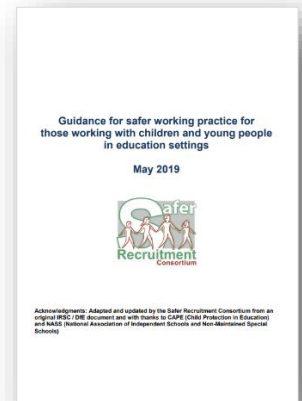 Guidance for safer working practice for
those working with children and young people
in education settings
May 2019
Safer
Recruitment
Consortium
Acknowledgments: Adapted and updated by the Safer Recruitment Consortium from an
original IRSC / DfE document and with thanks to CAPE (Child Protection in Education)
and NASS (National Association of Independent Schools and Non-Maintained Special
Schools)